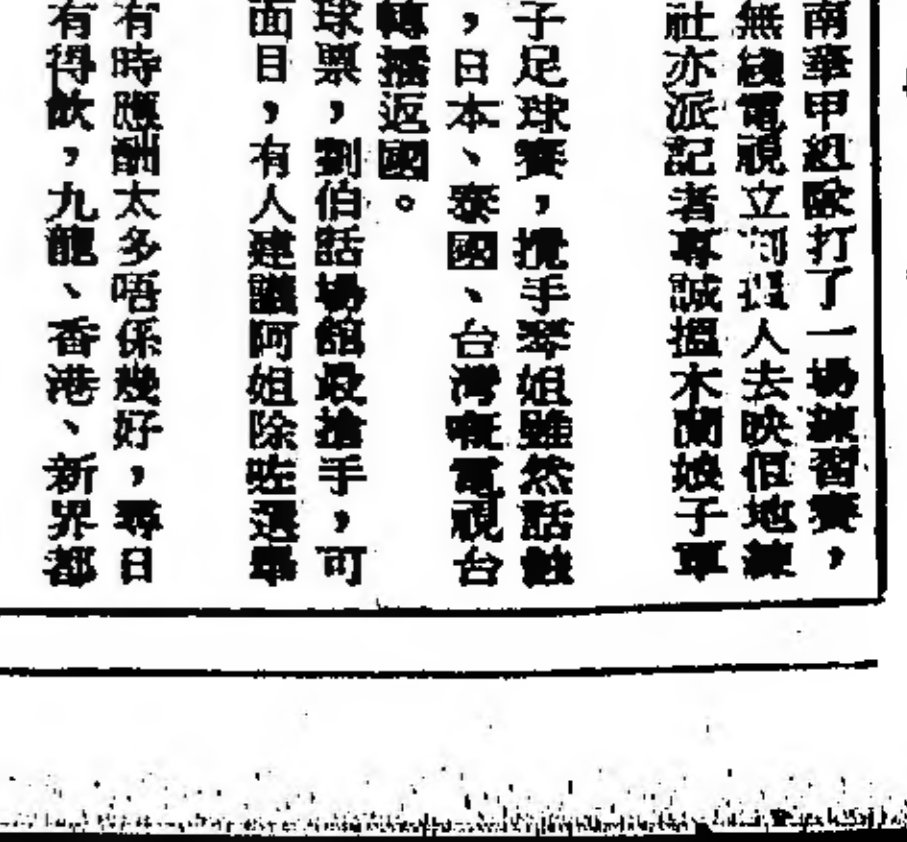 南華甲組歐打了一場練習賽，
無綫電視立刻搵人去映佢地練
社亦派記者專誠搵木蘭娘子軍
子足球賽，攪手琴姐雖然話蝕
，日本、泰國、台灣嘅電視台
轉播返國。
球票，劉伯話場館最搶手，可
面目，有人建議阿姐除咗選舉
有時應酬太多唔係幾好，尋日
有得飲，九龍、香港、新界都